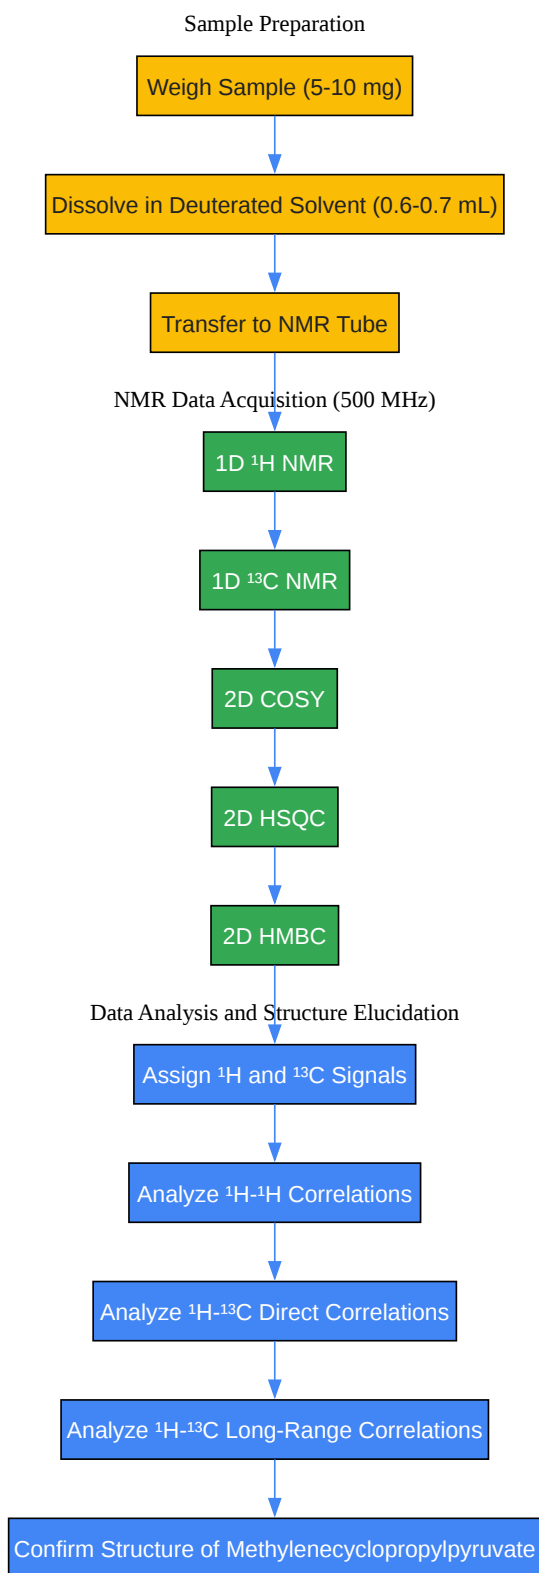 Sample Preparation
Weigh Sample (5-10 mg)
Dissolve in Deuterated Solvent (0.6-0.7 mL)
Transfer to NMR Tube
NMR Data Acquisition (500 MHz)
1D ¹H NMR
1D ¹³C NMR
2D COSY
2D HSQC
2D HMBC
Data Analysis and Structure Elucidation
Assign ¹H and ¹³C Signals
Analyze ¹H-¹H Correlations
Analyze ¹H-¹³C Direct Correlations
Analyze ¹H-¹³C Long-Range Correlations
Confirm Structure of Methylenecyclopropylpyruvate